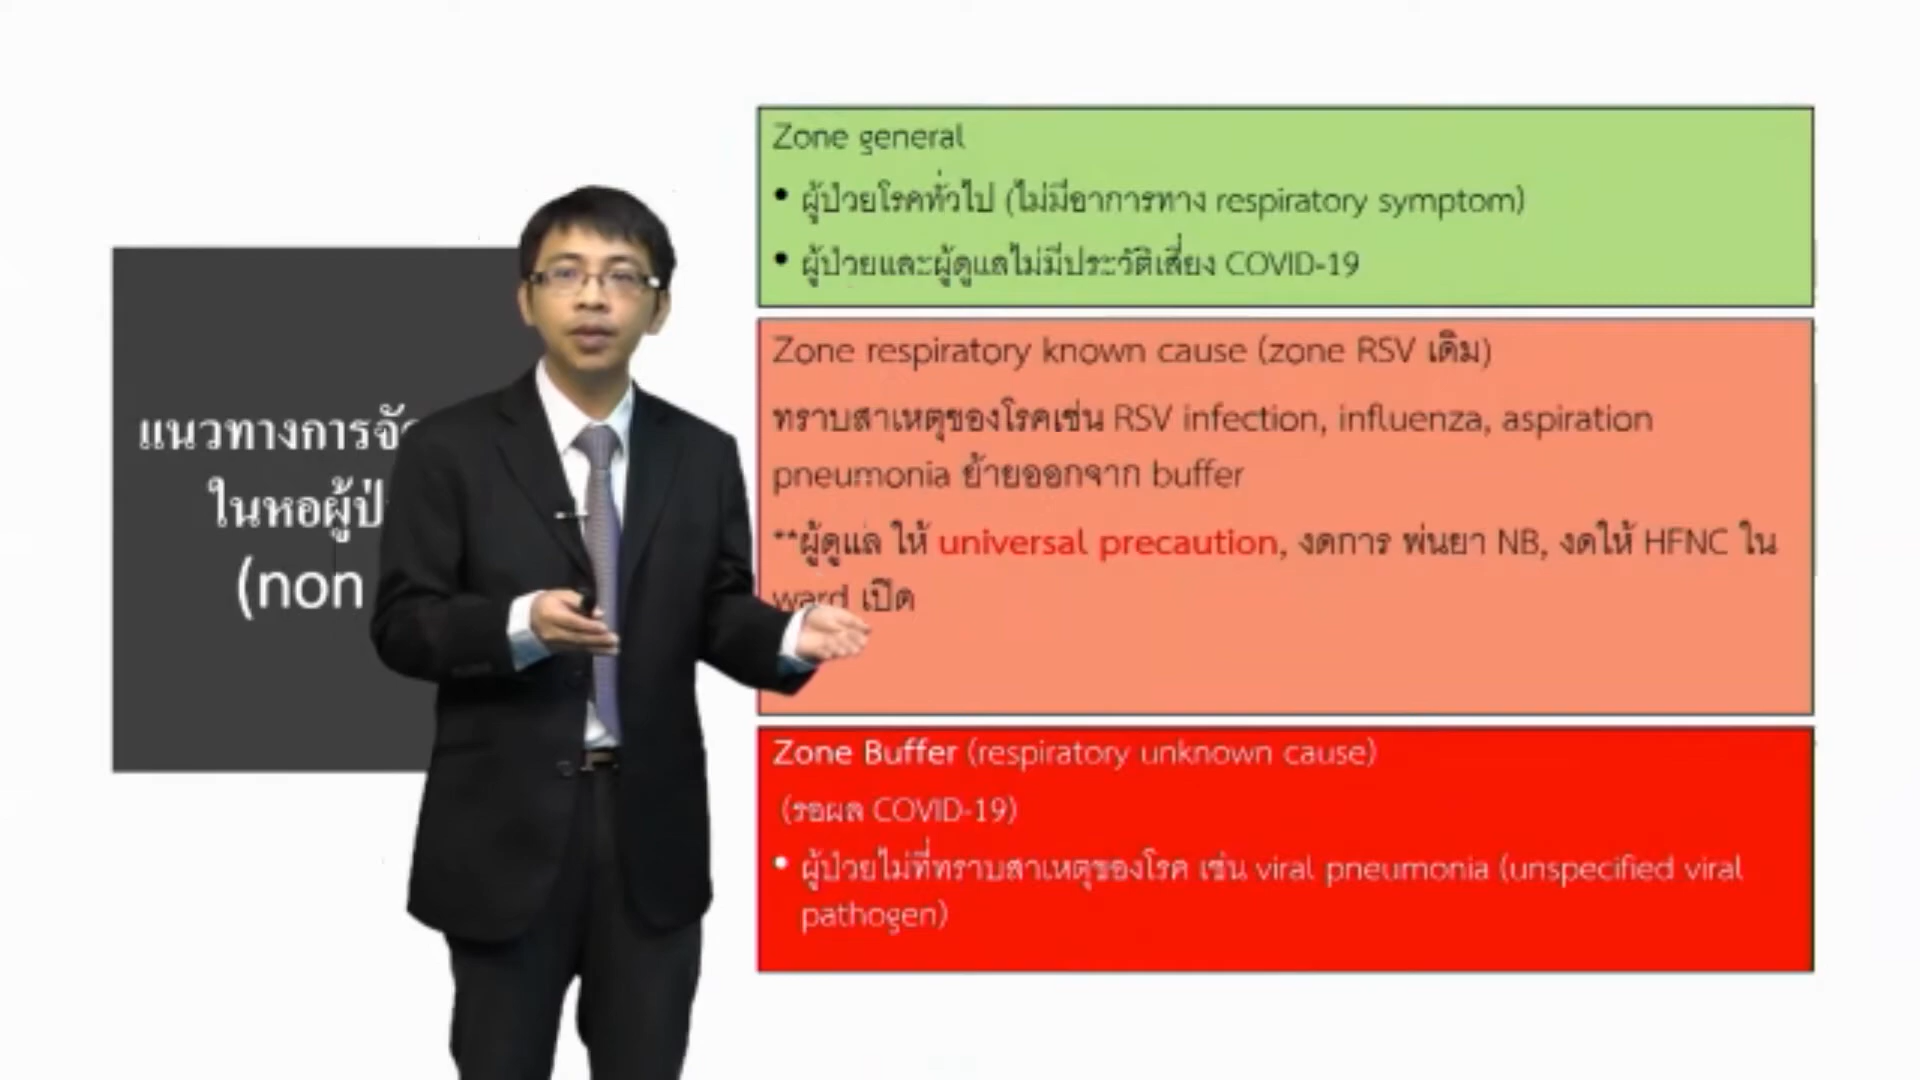 แนวทางการจัด
ในหอผู้ป่
(non
Zone general
• ผู้ป่วยโรคทั่วไป (ไม่มีอาการทาง respiratory symptom)
• ผู้ป่วยและผู้ดูแลไม่มีประวัติเสี่ยง COVID-19
Zone respiratory known cause (zone RSV เดิม)
ทราบสาเหตุของโรคเช่น RSV infection, influenza, aspiration
pneumonia ย้ายออกจาก buffer
**ผู้ดูแล ให้ universal precaution, งดการ พ่นยา NB, งดให้ HFNC ใน
ward เปิด
Zone Buffer (respiratory unknown cause)
(รอผล COVID-19)
• ผู้ป่วยไม่ที่ทราบสาเหตุของโรค เช่น viral pneumonia (unspecified viral
pathogen)